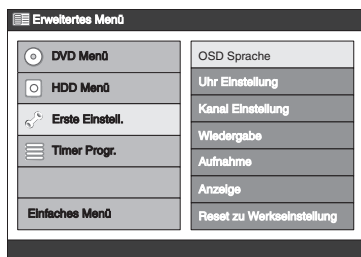 Erweitertes Menü
DVD Menü
HDD Menü
Erste Einstell.
Timer Progr.
Einfaches Menü
OSD Sprache
Uhr Einstellung
Kanal Einstellung
Wiedergabe
Aufnahme
Anzeige
Reset zu Werkseinstellung